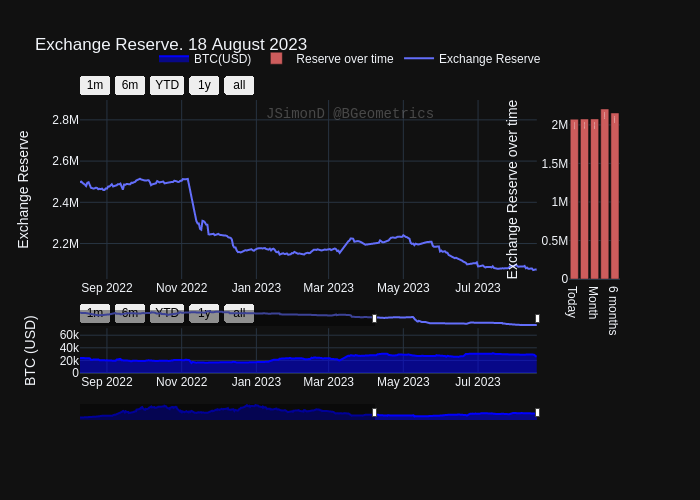 Exchange Reserve. 18 August 2023
BTC(USD) Reserve over time Exchange Reserve
1m 6m YTD 1y all
JSimonD @BGeometrics
Exchange Reserve
2.8M
2.6M
2.4M
2.2M
Sep 2022 Nov 2022 Jan 2023 Mar 2023 May 2023 Jul 2023
Exchange Reserve over time
2M
1.5M
1M
0.5M
0
Today Month 6 months
1m 6m YTD 1y all
BTC (USD)
60k
40k
20k
0
Sep 2022 Nov 2022 Jan 2023 Mar 2023 May 2023 Jul 2023